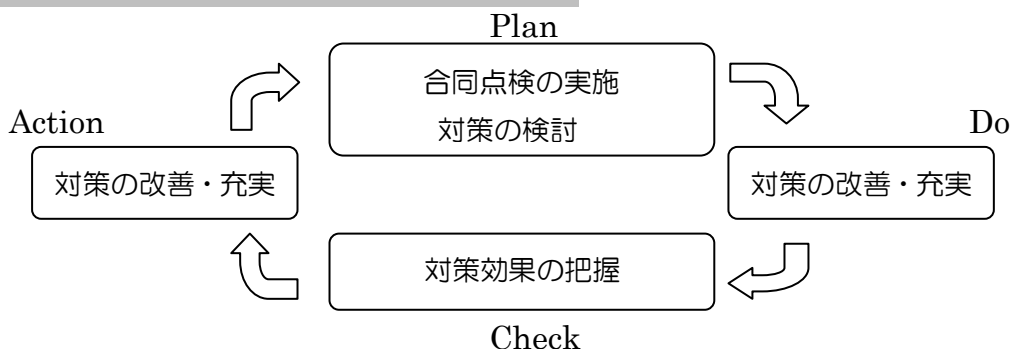 Plan
合同点検の実施
対策の検討
Action
Do
対策の改善・充実
対策の改善・充実
対策効果の把握
Check